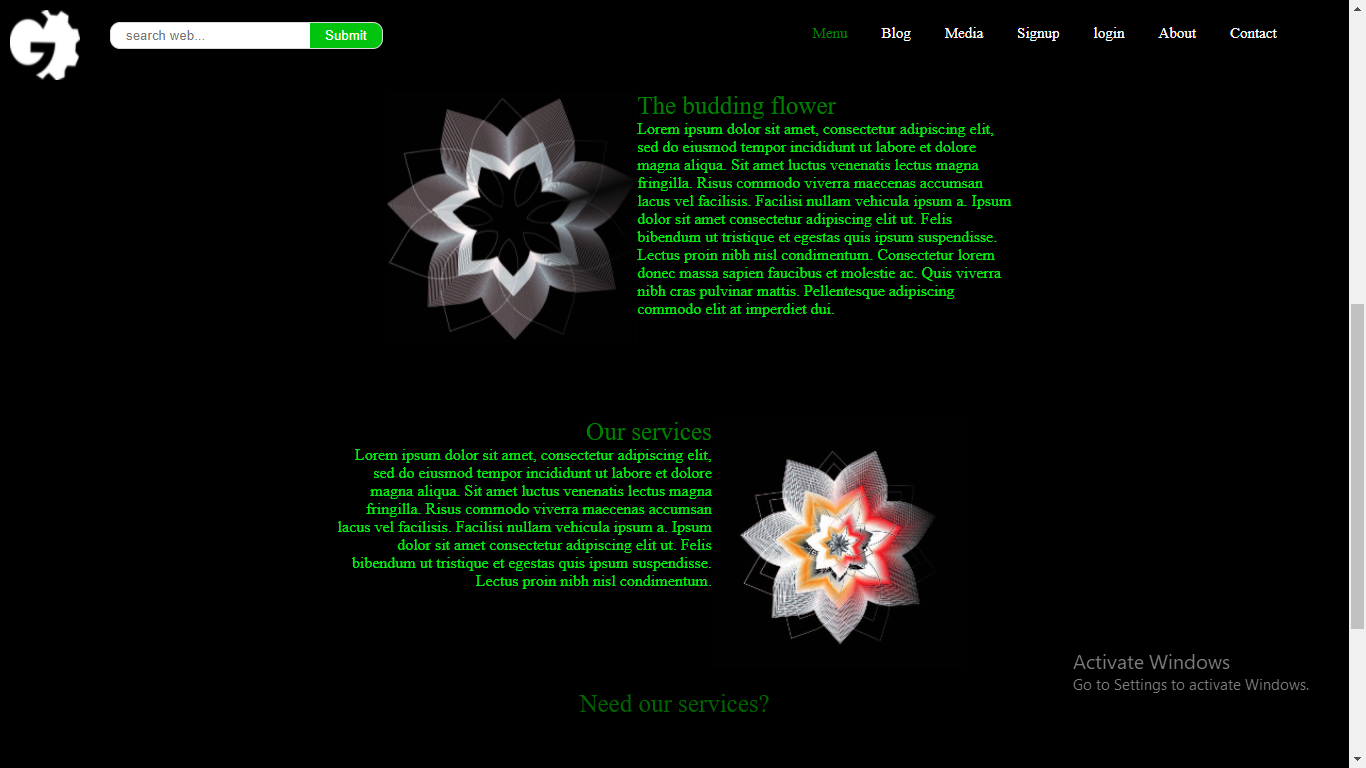 G
search web...
Submit
Menu
Blog
Media
Signup
login
About
Contact
The budding flower
Lorem ipsum dolor sit amet, consectetur adipiscing elit,
sed do eiusmod tempor incididunt ut labore et dolore
magna aliqua. Sit amet luctus venenatis lectus magna
fringilla. Risus commodo viverra maecenas accumsan
lacus vel facilisis. Facilisi nullam vehicula ipsum a. Ipsum
dolor sit amet consectetur adipiscing elit ut. Felis
bibendum ut tristique et egestas quis ipsum suspendisse.
Lectus proin nibh nisl condimentum. Consectetur lorem
donec massa sapien faucibus et molestie ac. Quis viverra
nibh cras pulvinar mattis. Pellentesque adipiscing
commodo elit at imperdiet dui.
Our services
Lorem ipsum dolor sit amet, consectetur adipiscing elit,
sed do eiusmod tempor incididunt ut labore et dolore
magna aliqua. Sit amet luctus venenatis lectus magna
fringilla. Risus commodo viverra maecenas accumsan
lacus vel facilisis. Facilisi nullam vehicula ipsum a. Ipsum
dolor sit amet consectetur adipiscing elit ut. Felis
bibendum ut tristique et egestas quis ipsum suspendisse.
Lectus proin nibh nisl condimentum.
Need our services?
Activate Windows
Go to Settings to activate Windows.